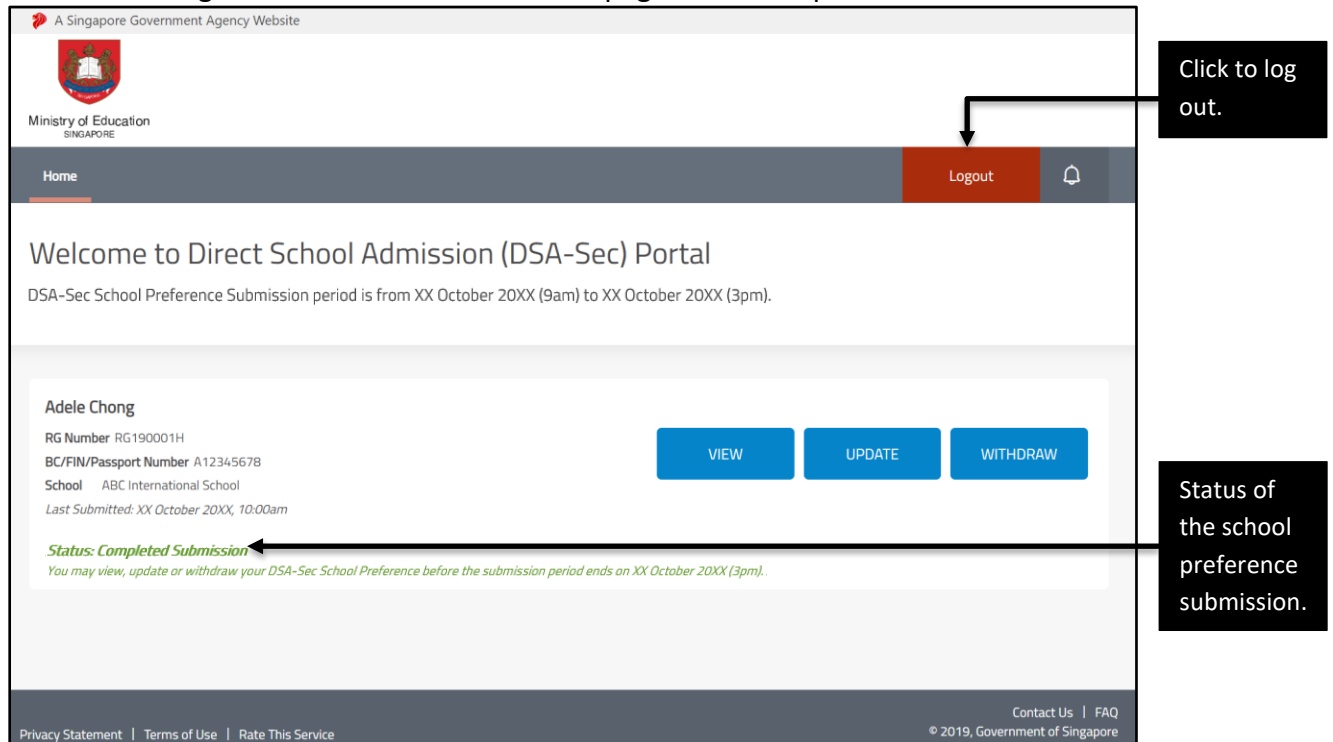 A Singapore Government Agency Website
Ministry of Education
SINGAPORE
Click to log
out.
Home
Logout
Welcome to Direct School Admission (DSA-Sec) Portal
DSA-Sec School Preference Submission period is from XX October 20XX (9am) to XX October 20XX (3pm).
Adele Chong
RG Number RG190001H
BC/FIN/Passport Number A12345678
School ABC International School
Last Submitted: XX October 20XX, 10:00am
VIEW UPDATE WITHDRAW
Status: Completed Submission
You may view, update or withdraw your DSA-Sec School Preference before the submission period ends on XX October 20XX (3pm). .
Status of
the school
preference
submission.
Contact Us | FAQ
Privacy Statement | Terms of Use | Rate This Service © 2019, Government of Singapore